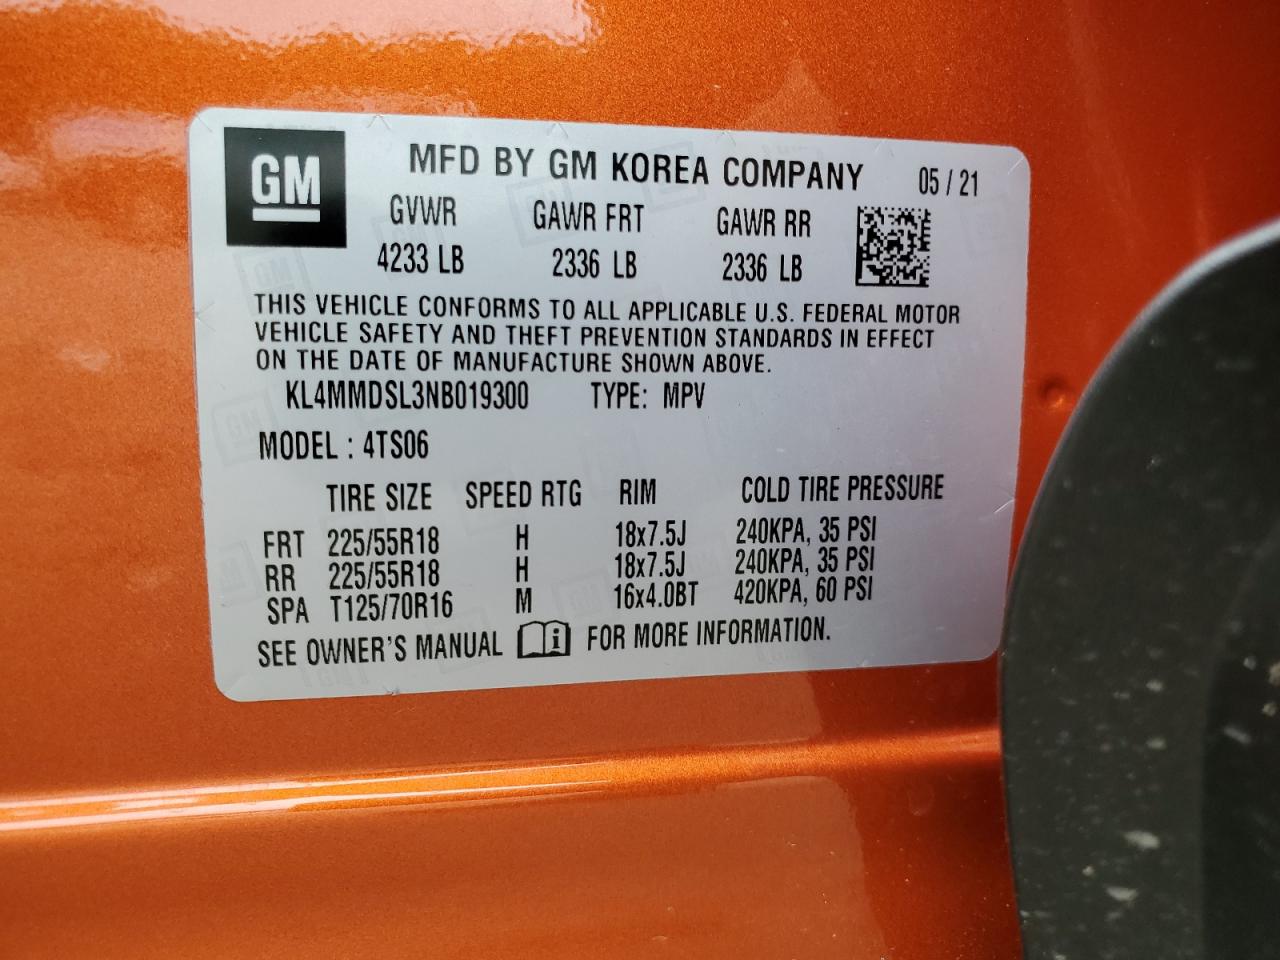 GM
MFD BY GM KOREA COMPANY 05 / 21
GVWR GAWR FRT GAWR RR
4233 LB 2336 LB 2336 LB
THIS VEHICLE CONFORMS TO ALL APPLICABLE U.S. FEDERAL MOTOR
VEHICLE SAFETY AND THEFT PREVENTION STANDARDS IN EFFECT
ON THE DATE OF MANUFACTURE SHOWN ABOVE.
KL4MMDSL3NB019300 TYPE: MPV
MODEL : 4TS06
TIRE SIZE SPEED RTG RIM COLD TIRE PRESSURE
FRT 225/55R18 H 18x7.5J 240KPA, 35 PSI
RR 225/55R18 H 18x7.5J 240KPA, 35 PSI
SPA T125/70R16 M 16x4.0BT 420KPA, 60 PSI
SEE OWNER'S MANUAL i FOR MORE INFORMATION.